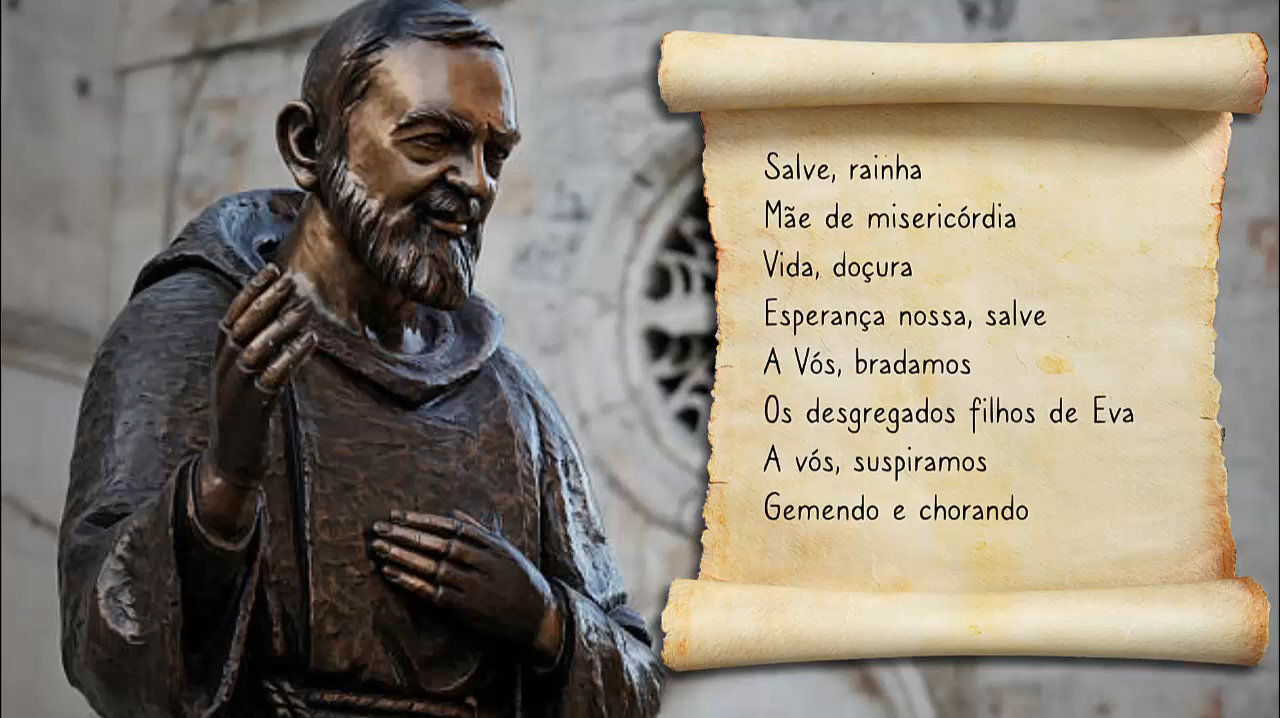 Salve, rainha
Mãe de misericórdia
Vida, doçura
Esperança nossa, salve
A Vós, bradamos
Os desgregados filhos de Eva
A vós, suspiramos
Gemendo e chorando